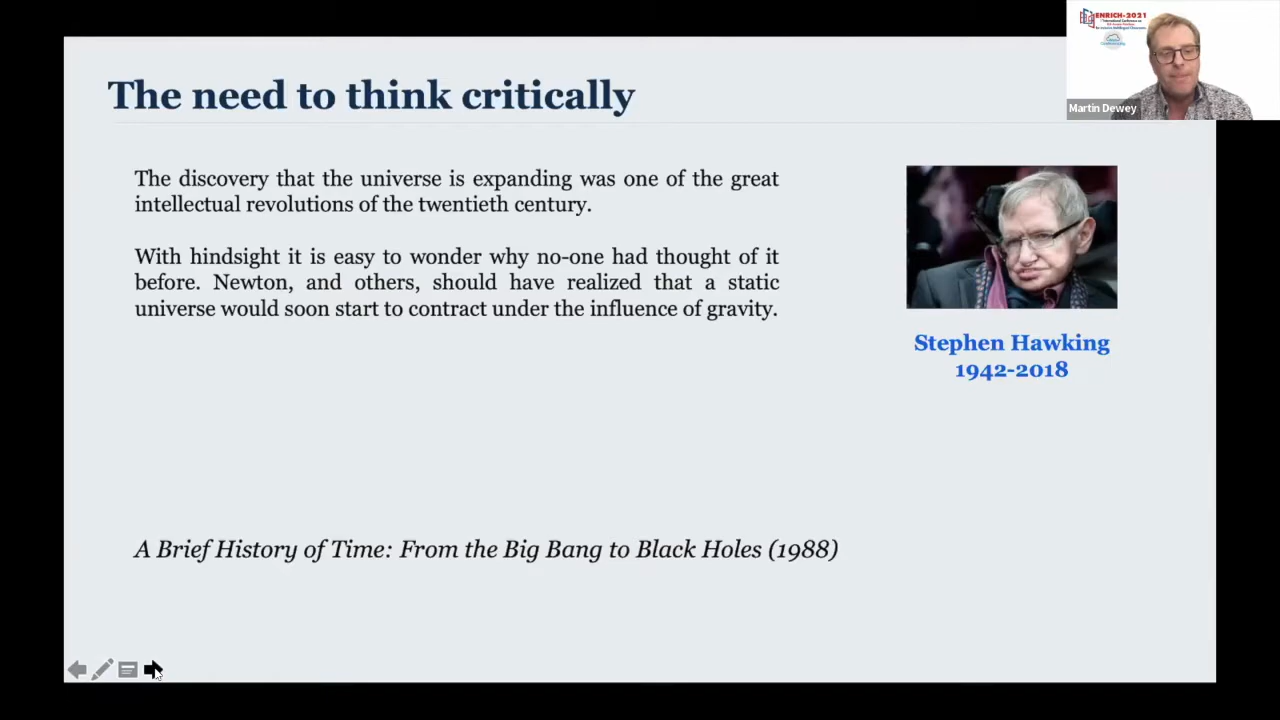 The need to think critically
ENRICH-2021
Martin Dewey
The discovery that the universe is expanding was one of the great
intellectual revolutions of the twentieth century.
With hindsight it is easy to wonder why no-one had thought of it
before. Newton, and others, should have realized that a static
universe would soon start to contract under the influence of gravity.
Stephen Hawking
1942-2018
A Brief History of Time: From the Big Bang to Black Holes (1988)